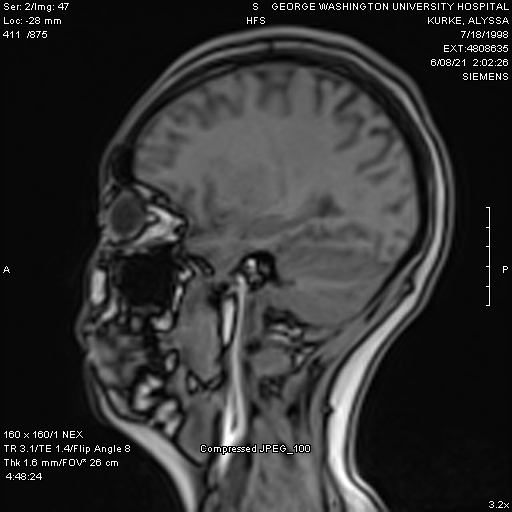 Ser: 2/Img: 47
Loc: -28 mm
411 /875
S
HFS
GEORGE WASHINGTON UNIVERSITY HOSPITAL
KURKE, ALYSSA
7/18/1998
EXT:4808635
6/08/21 2:02:26
SIEMENS
A
P
160 x 160/1 NEX
TR 3.1/TE 1.4/Flip Angle 8
Thk 1.6 mm/FOV* 26 cm
4:48:24
Compressed JPEG_100
3.2x